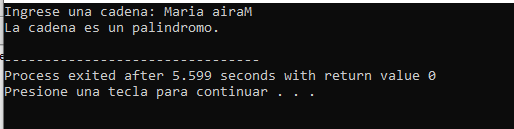 Ingrese una cadena: Maria airaM
La cadena es un palindromo.
--------------------------------
Process exited after 5.599 seconds with return value 0
Presione una tecla para continuar . . .